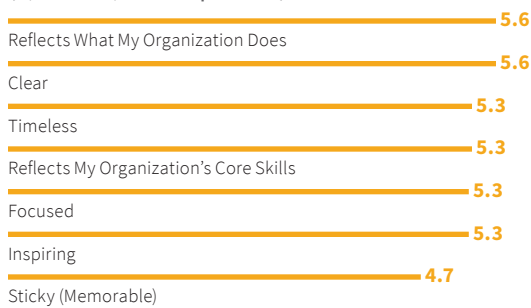 5.6
Reflects What My Organization Does
5.6
Clear
5.3
Timeless
5.3
Reflects My Organization's Core Skills
5.3
Focused
5.3
Inspiring
4.7
Sticky (Memorable)